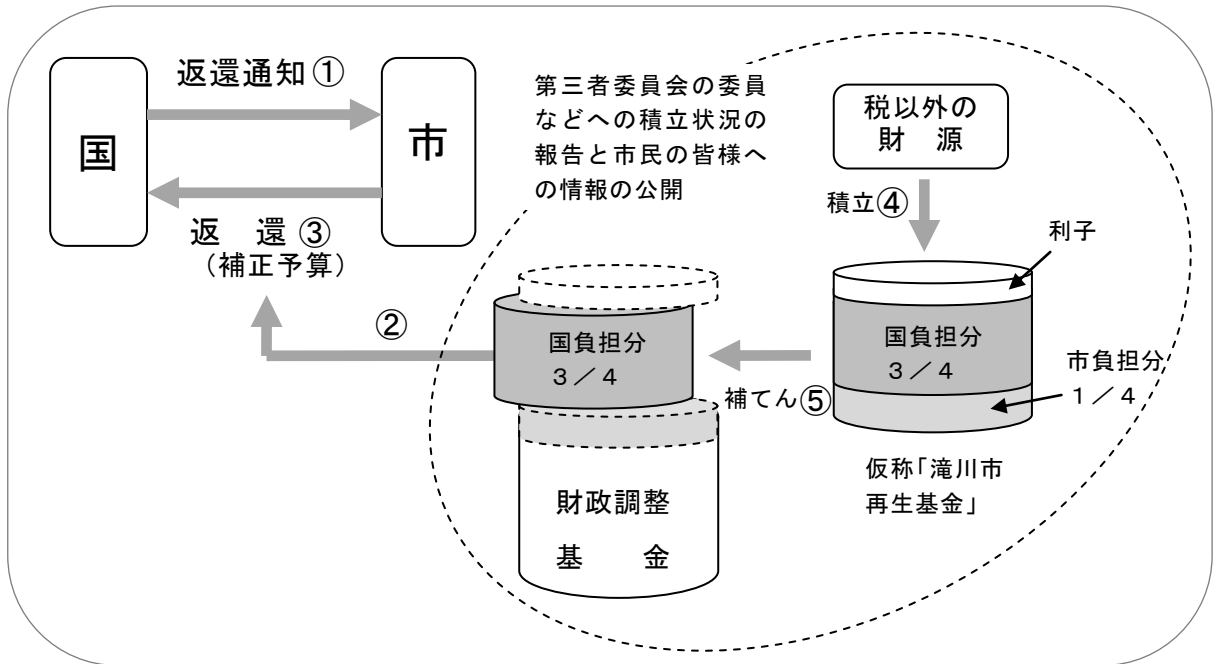 返還通知①
国
市
返　還③
（補正予算）
②
第三者委員会の委員
などへの積立状況の
報告と市民の皆様へ
の情報の公開
税以外の
財　源
積立④
利子
国負担分
３／４
市負担分
１／４
仮称「滝川市
再生基金」
補てん⑤
国負担分
３／４
財政調整
基　　金